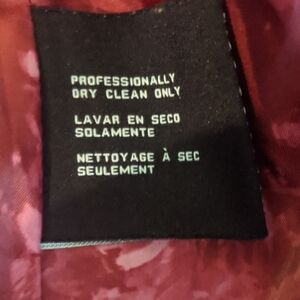 PROFESSIONALLY
DRY CLEAN ONLY
LAVAR EN SECO
SOLAMENTE
NETTOYAGE À SEC
SEULEMENT